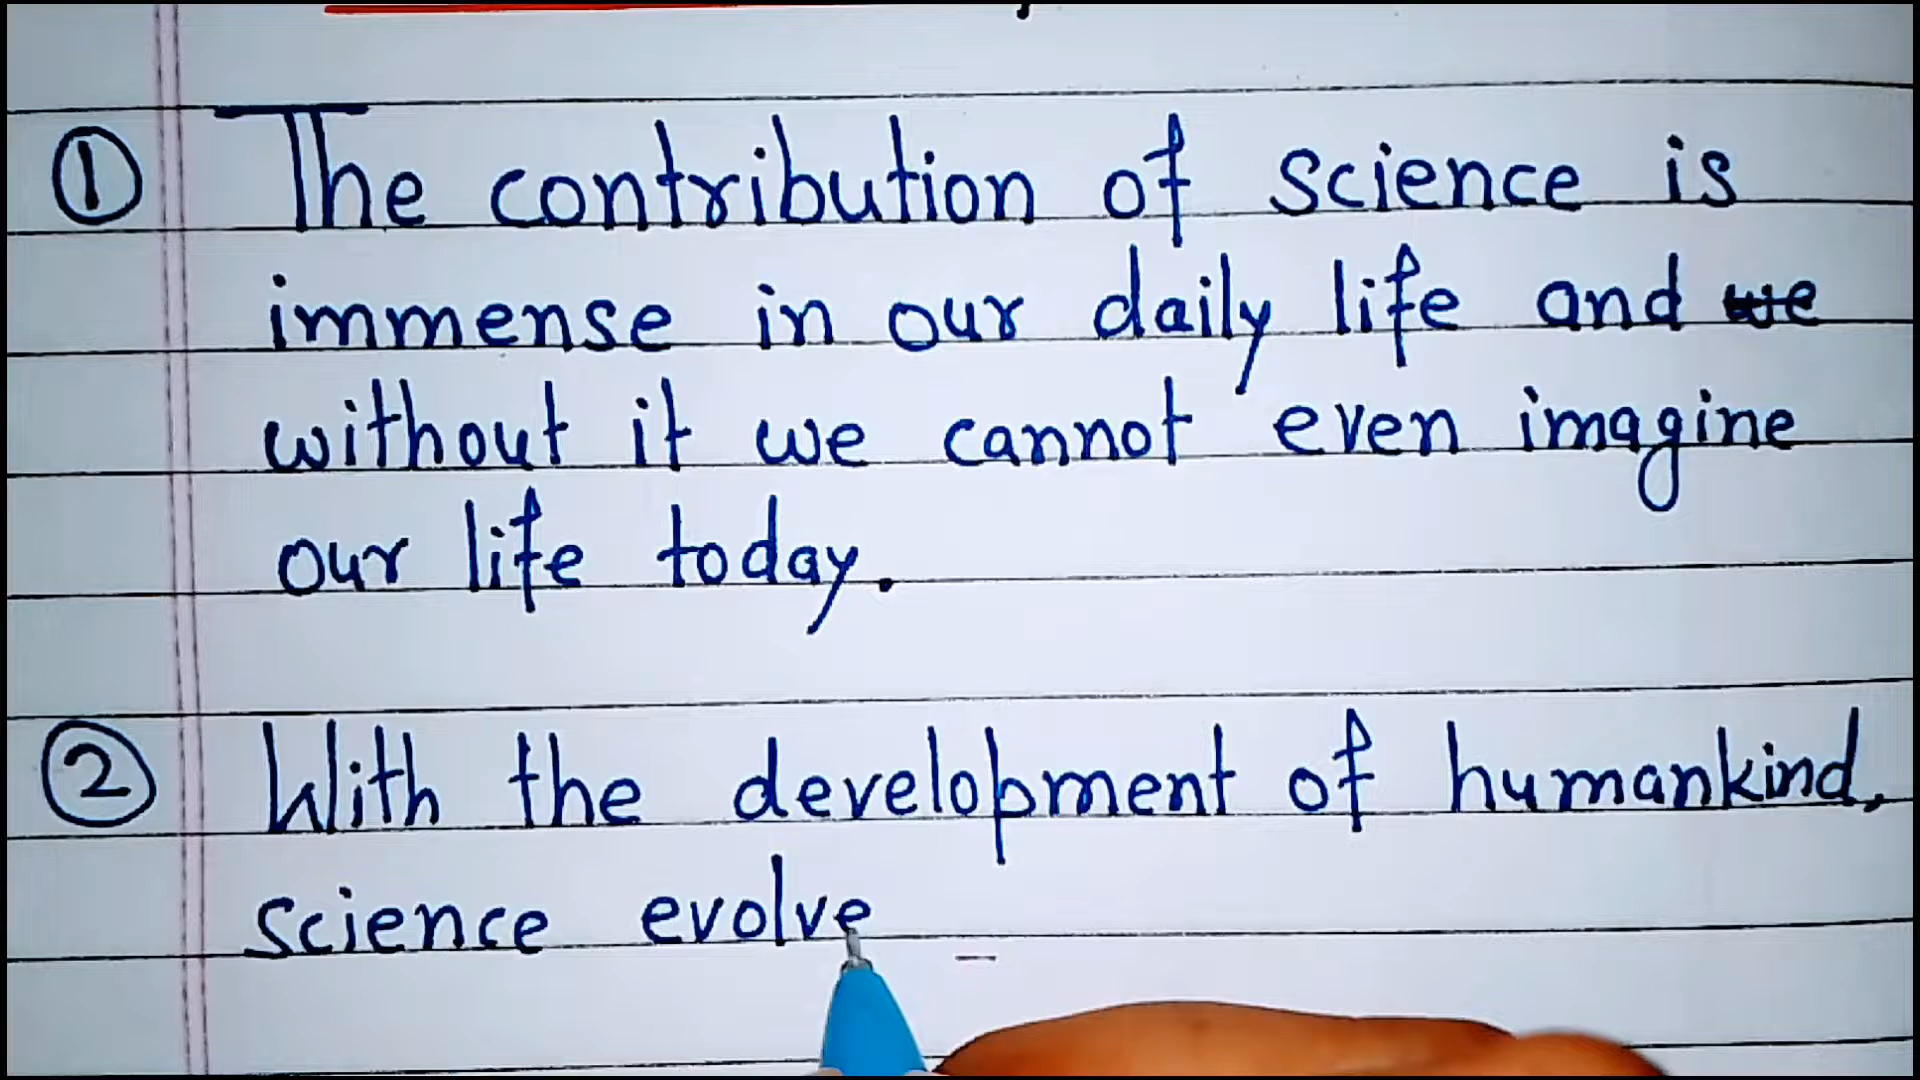 ① The contribution of science is
immense in our daily life and we
without it we cannot even imagine
our life today.
② With the development of humankind,
science evolve